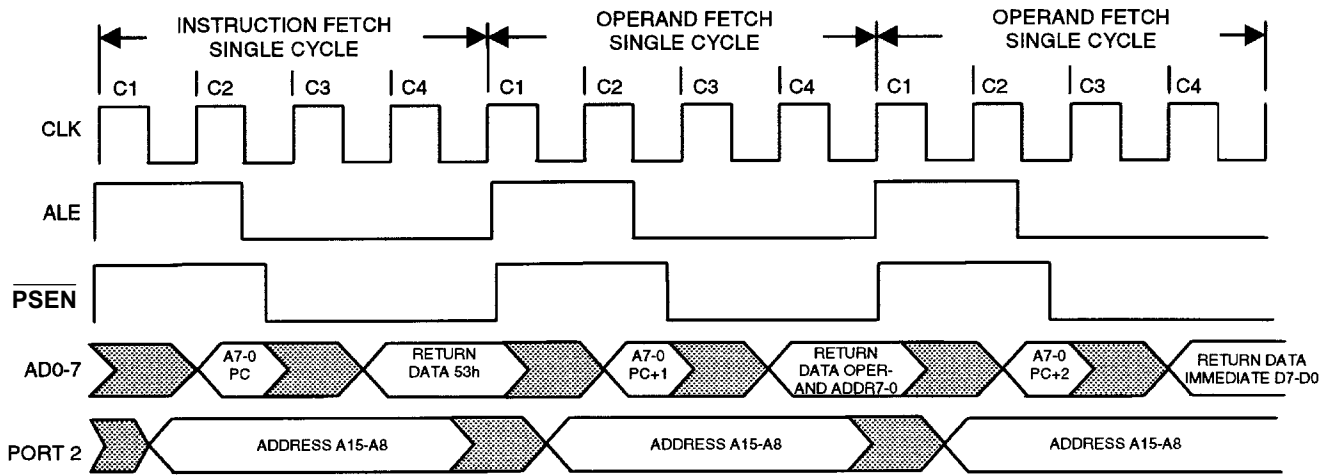 INSTRUCTION FETCH
SINGLE CYCLE
OPERAND FETCH
SINGLE CYCLE
OPERAND FETCH
SINGLE CYCLE
C1 C2 C3 C4 C1 C2 C3 C4 C1 C2 C3 C4
CLK
ALE
PSEN
AD0-7
A7-0
PC
RETURN
DATA 53h
A7-0
PC+1
RETURN
DATA OPER-
AND ADDR7-0
A7-0
PC+2
RETURN DATA
IMMEDIATE D7-D0
PORT 2
ADDRESS A15-A8
ADDRESS A15-A8
ADDRESS A15-A8